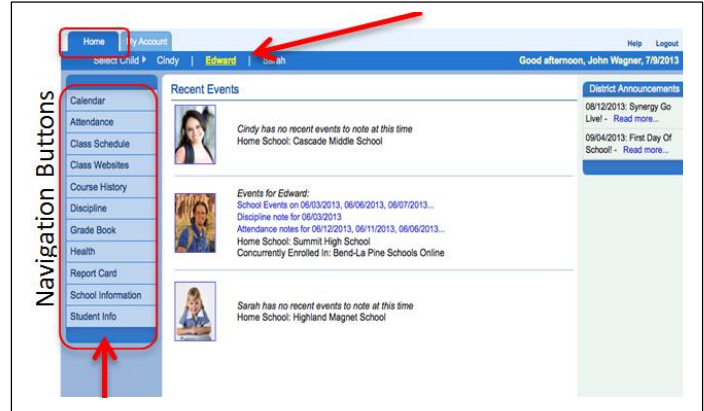 Home My Account
Help Logout
Select Child Cindy | Edward | Sarah
Good afternoon, John Wagner, 7/9/2013
Navigation Buttons
Calendar
Attendance
Class Schedule
Class Websites
Course History
Discipline
Grade Book
Health
Report Card
School Information
Student Info
Recent Events
Cindy has no recent events to note at this time
Home School: Cascade Middle School
Events for Edward:
School Events on 06/03/2013, 06/06/2013, 06/07/2013...
Discipline note for 06/03/2013
Attendance notes for 06/12/2013, 06/11/2013, 06/06/2013...
Home School: Summit High School
Concurrently Enrolled In: Bend-La Pine Schools Online
Sarah has no recent events to note at this time
Home School: Highland Magnet School
District Announcements
08/12/2013: Synergy Go
Live! - Read more...
09/04/2013: First Day Of
School! - Read more...